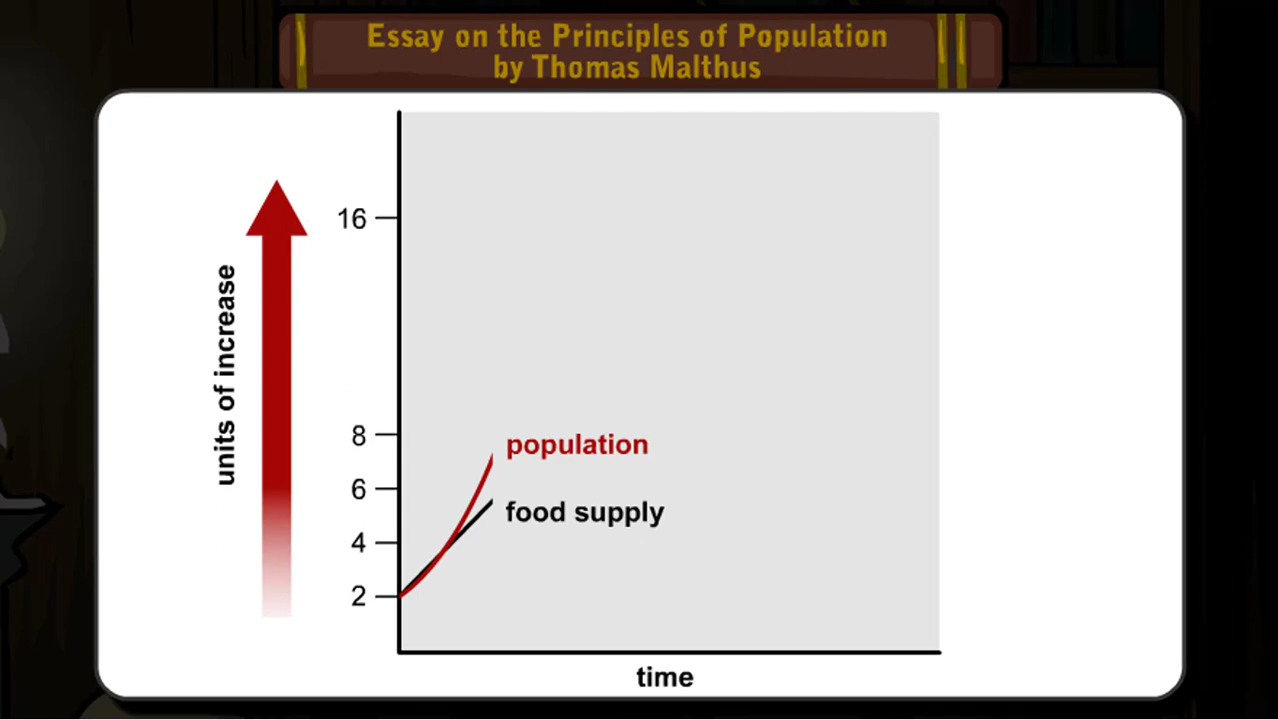 Essay on the Principles of Population
by Thomas Malthus
units of increase
16
8
6
4
2
population
food supply
time